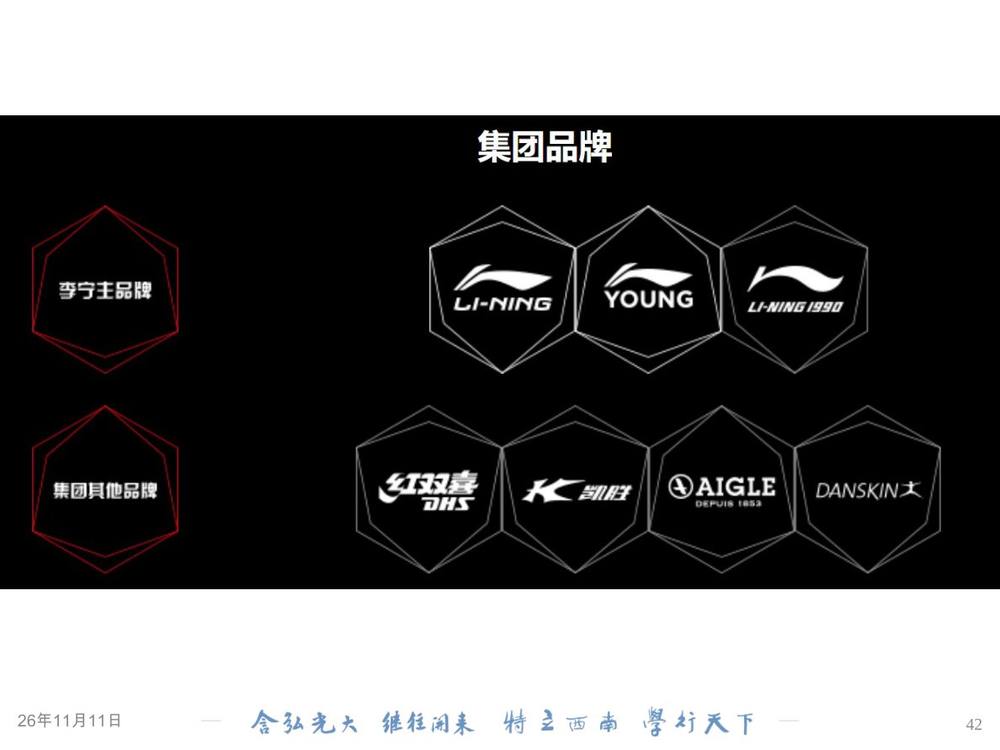 集团品牌
李宁主品牌
LI-NING
YOUNG
LI-NING 1990
集团其他品牌
红双喜
DHS
凯胜
AIGLE
DEPUIS 1853
DANSKIN
26年11月11日
含弘光大 继往开来 特立西南 學行天下
42